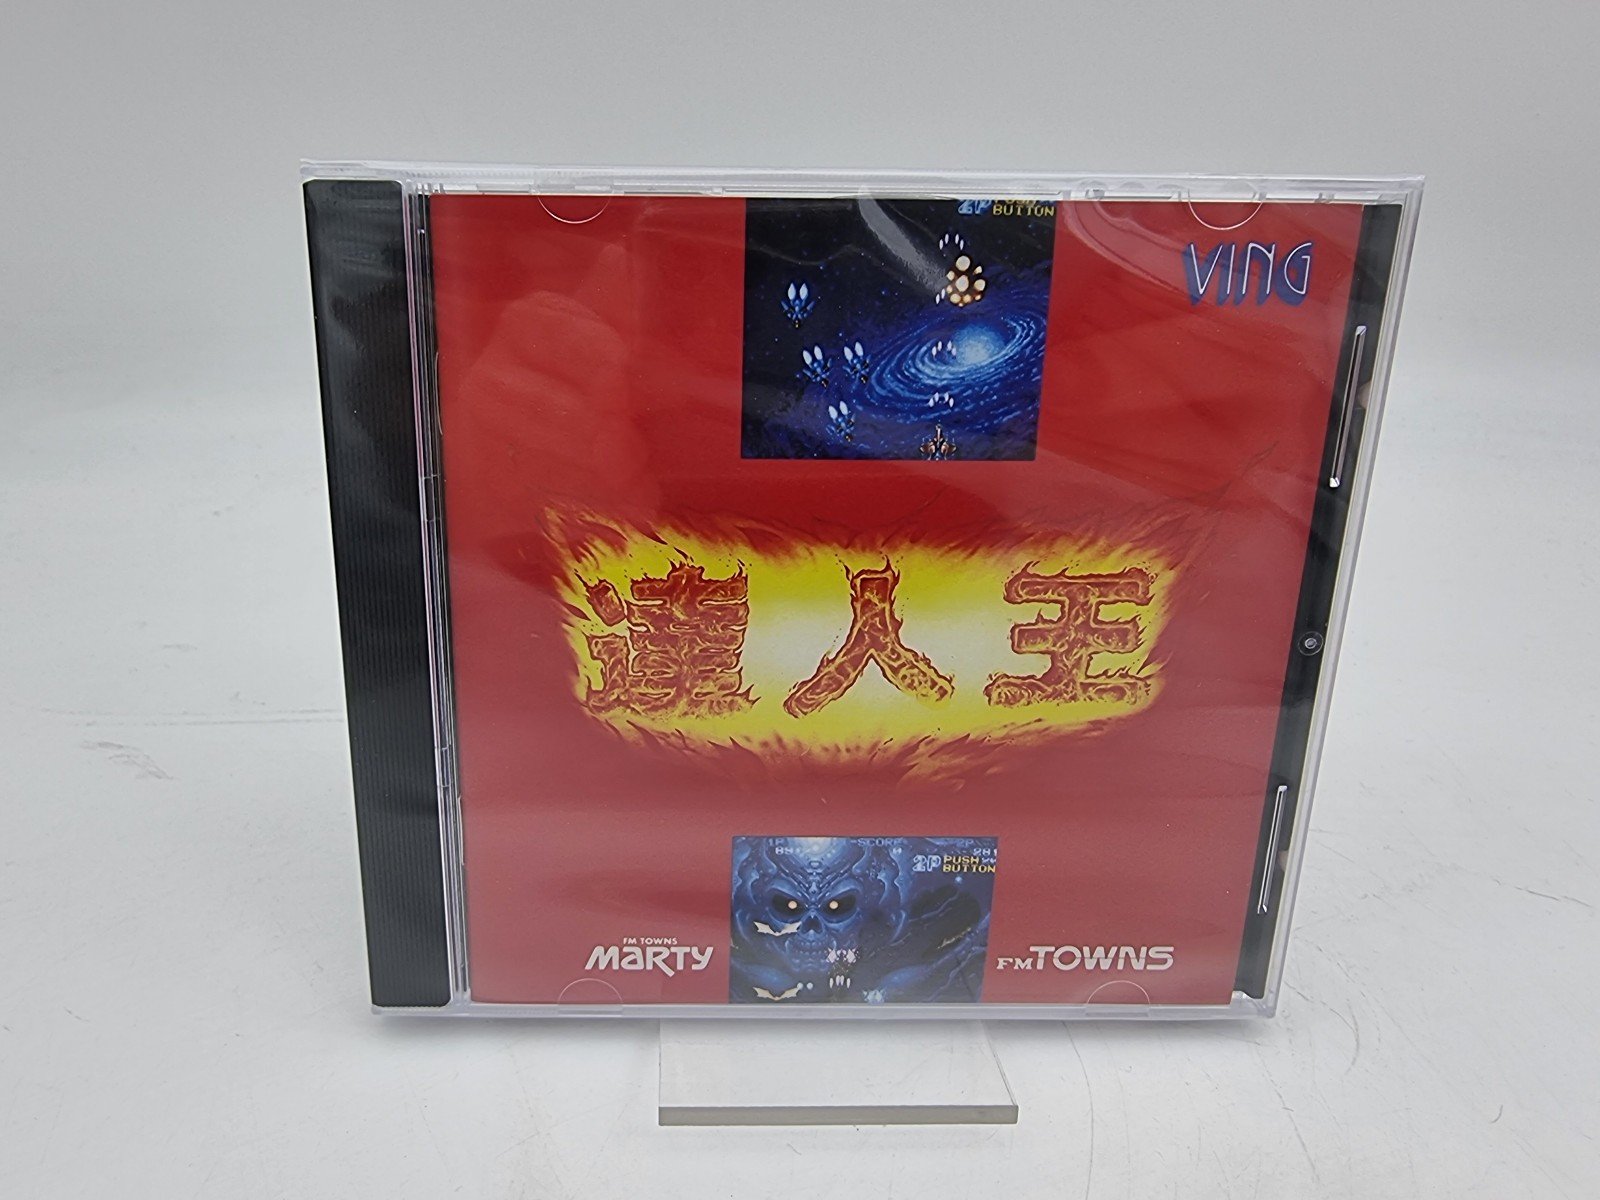 2P PUSH
BUTTON
VING
達人王
1P -SCORE- 2P
2P PUSH
BUTTON
FM TOWNS
MARTY
FM TOWNS